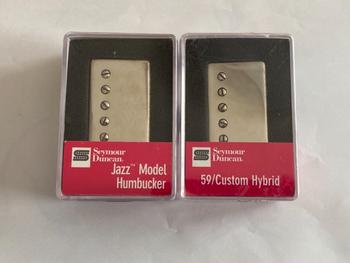 Seymour
Duncan®
Jazz™ Model
Humbucker
Seymour
Duncan®
59/Custom Hybrid